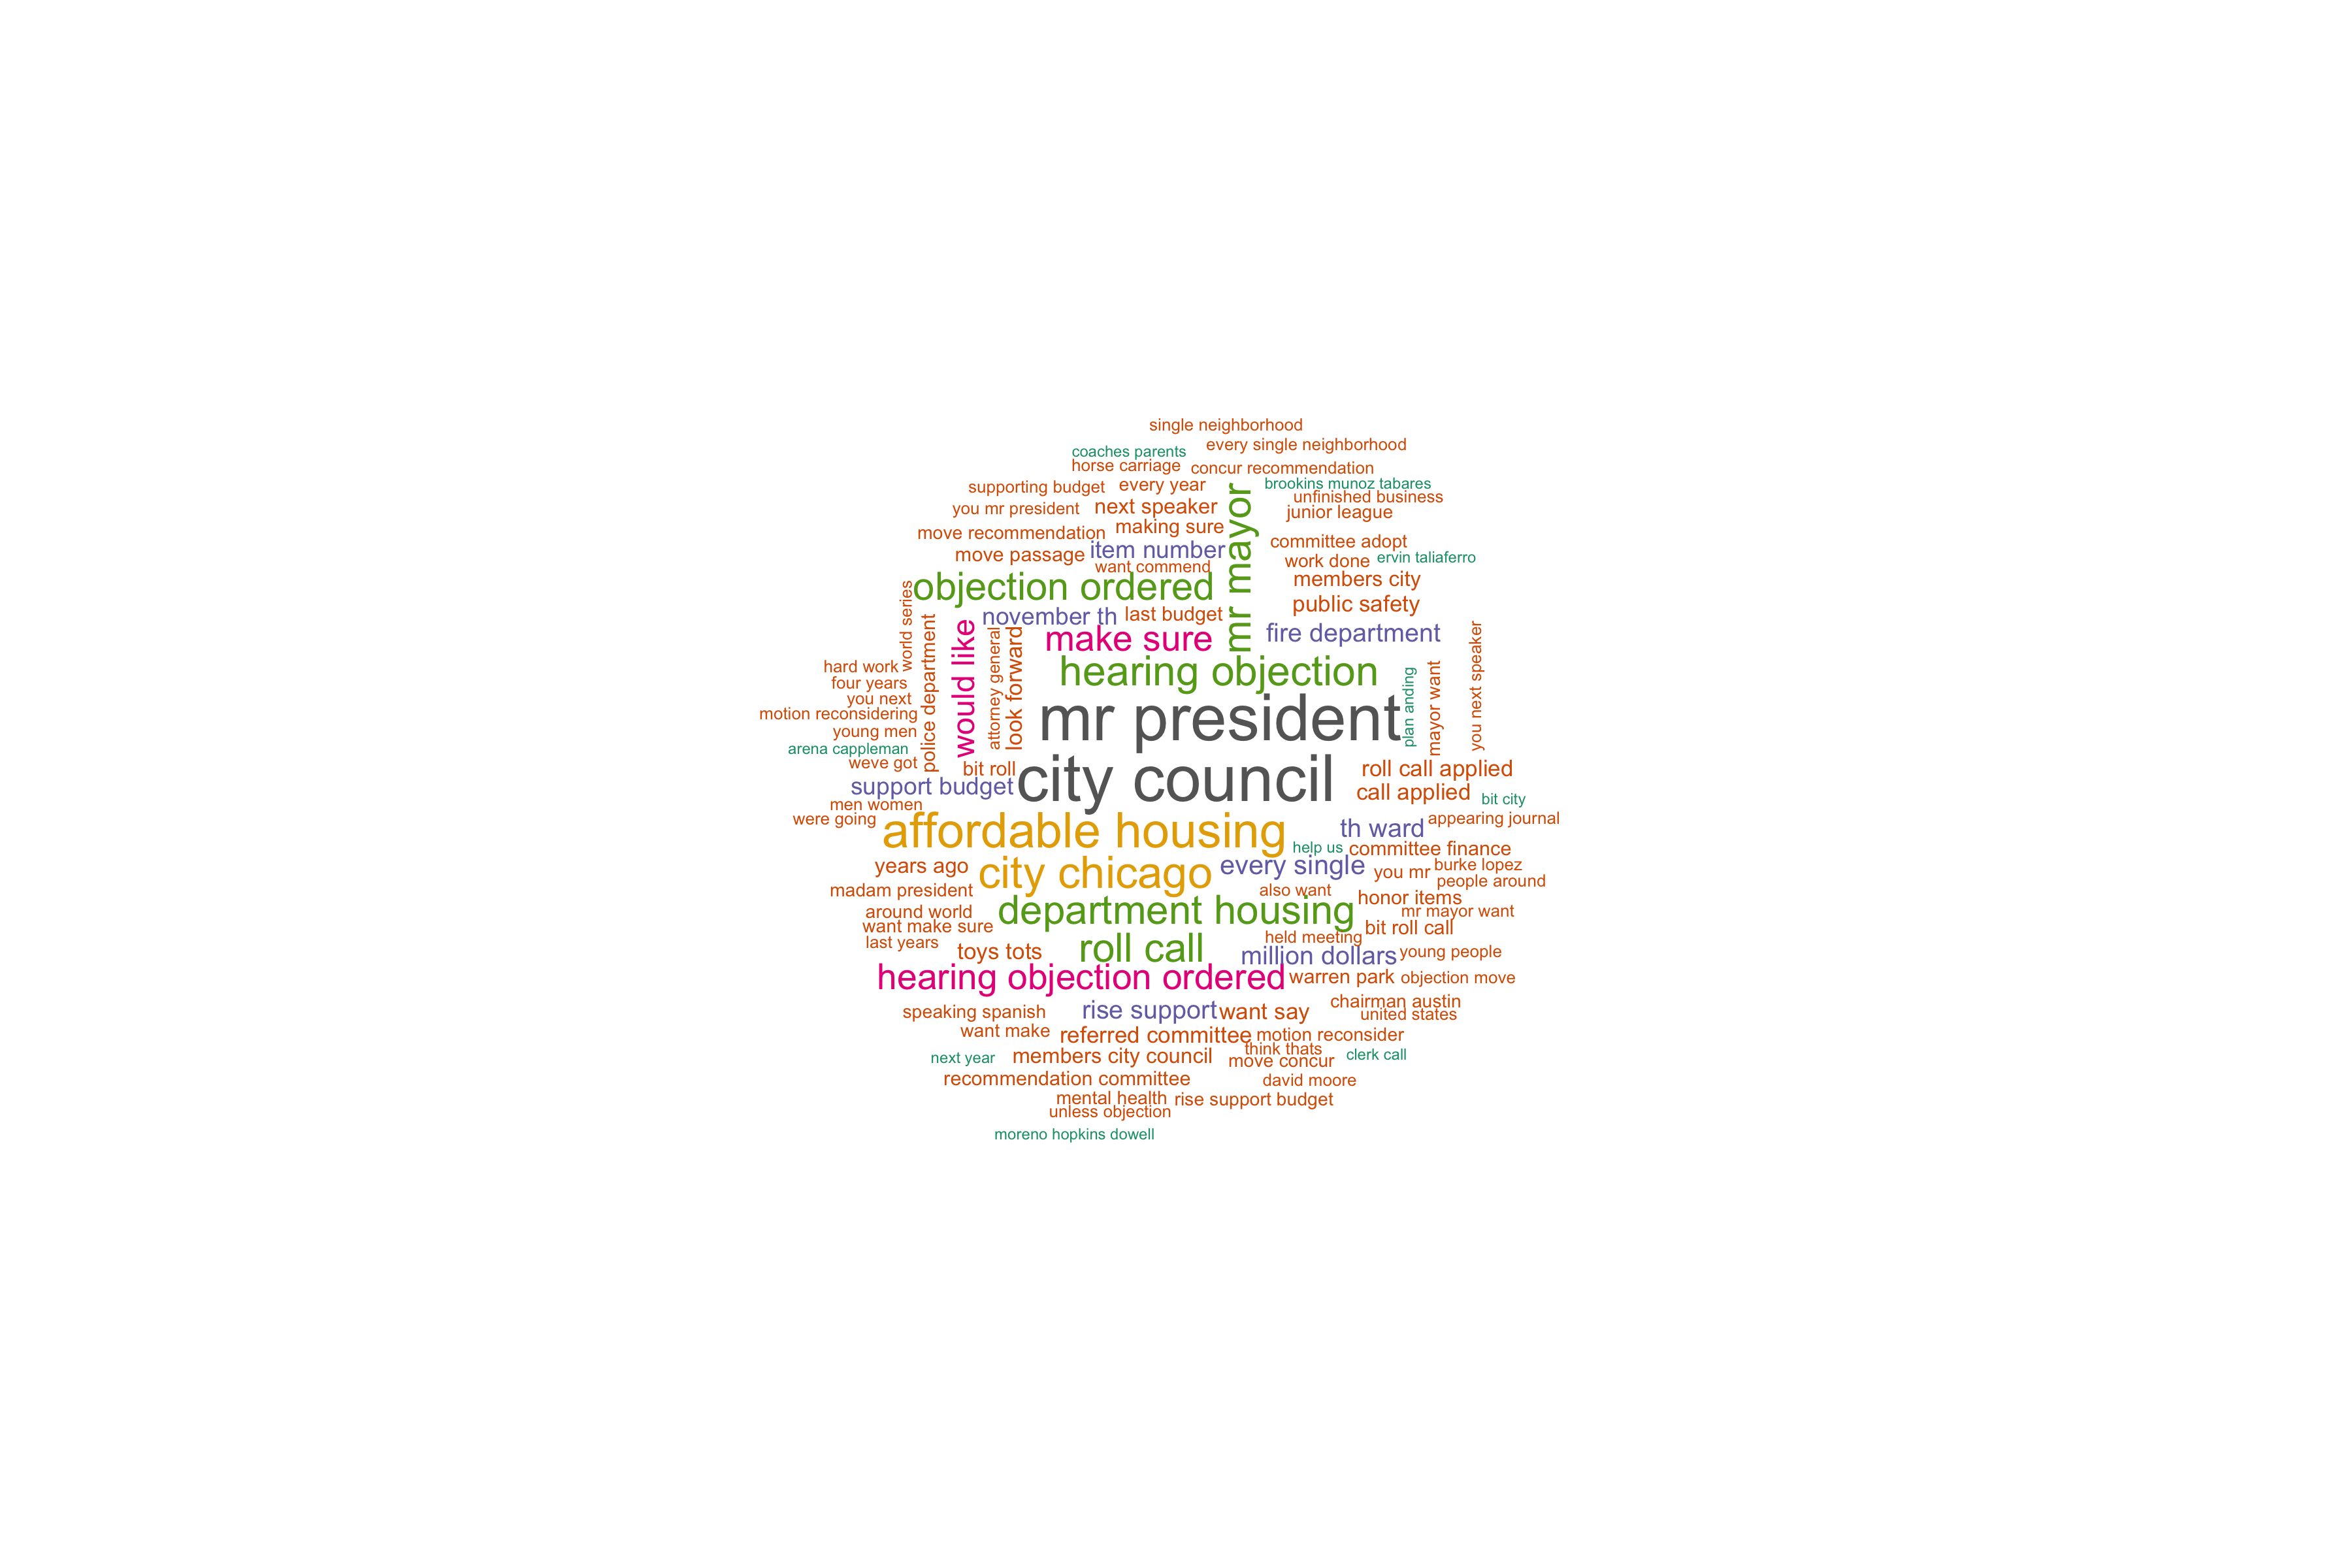 single neighborhood
coaches parents
every single neighborhood
horse carriage
concur recommendation
supporting budget
every year
mr mayor
brookins munoz tabares
unfinished business
you mr president
next speaker
junior league
move recommendation
making sure
committee adopt
move passage
item number
work done
ervin taliaferro
want commend
objection ordered
members city
world series
november th
last budget
public safety
police department
would like
attorney general
look forward
make sure
fire department
you next speaker
hard work
hearing objection
plan anding
mayor want
four years
you next
motion reconsidering
mr president
young men
arena cappleman
weve got
bit roll
city council
roll call applied
support budget
call applied
men women
bit city
were going
affordable housing
th ward
appearing journal
help us
committee finance
years ago
city chicago
every single
you mr
burke lopez
people around
madam president
also want
honor items
around world
department housing
mr mayor want
want make sure
bit roll call
last years
held meeting
toys tots
roll call
million dollars
young people
hearing objection ordered
warren park
objection move
chairman austin
speaking spanish
rise support
want say
united states
want make
referred committee
motion reconsider
think thats
next year
members city council
move concur
clerk call
recommendation committee
david moore
mental health
rise support budget
unless objection
moreno hopkins dowell